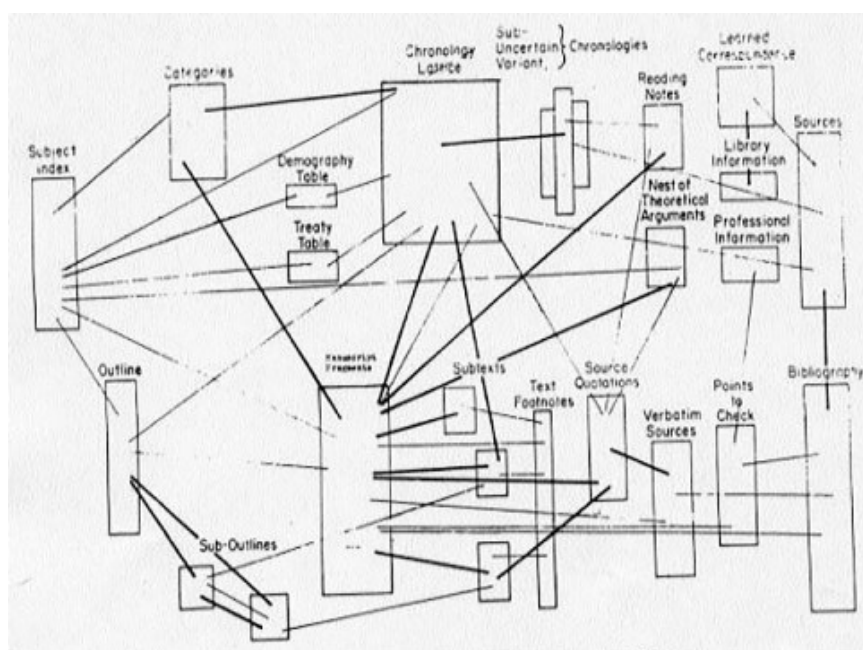 Categories
Chronology
Sub-
Uncertain
Variant,
Chronologies
Learned
Correspondence
Reading
Notes
Sources
Subject
Index
Demography
Table
Library
Information
Nest of
Theoretical
Arguments
Treaty
Table
Professional
Information
Outline
Manuscript
Fragments
Subtexts
Text
Footnotes
Source
Quotations
Points
to
Check
Bibliography
Verbatim
Sources
Sub-Outlines